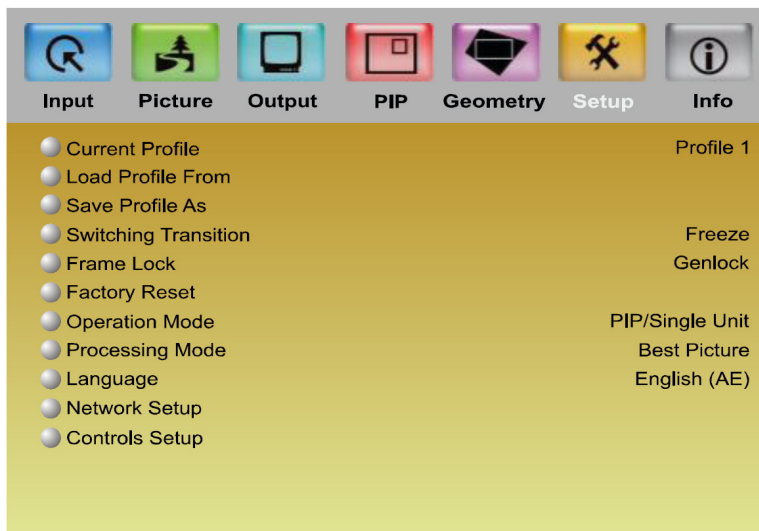 Input Picture Output PIP Geometry Setup Info
Current Profile Profile 1
Load Profile From
Save Profile As
Switching Transition Freeze
Frame Lock Genlock
Factory Reset
Operation Mode PIP/Single Unit
Processing Mode Best Picture
Language English (AE)
Network Setup
Controls Setup